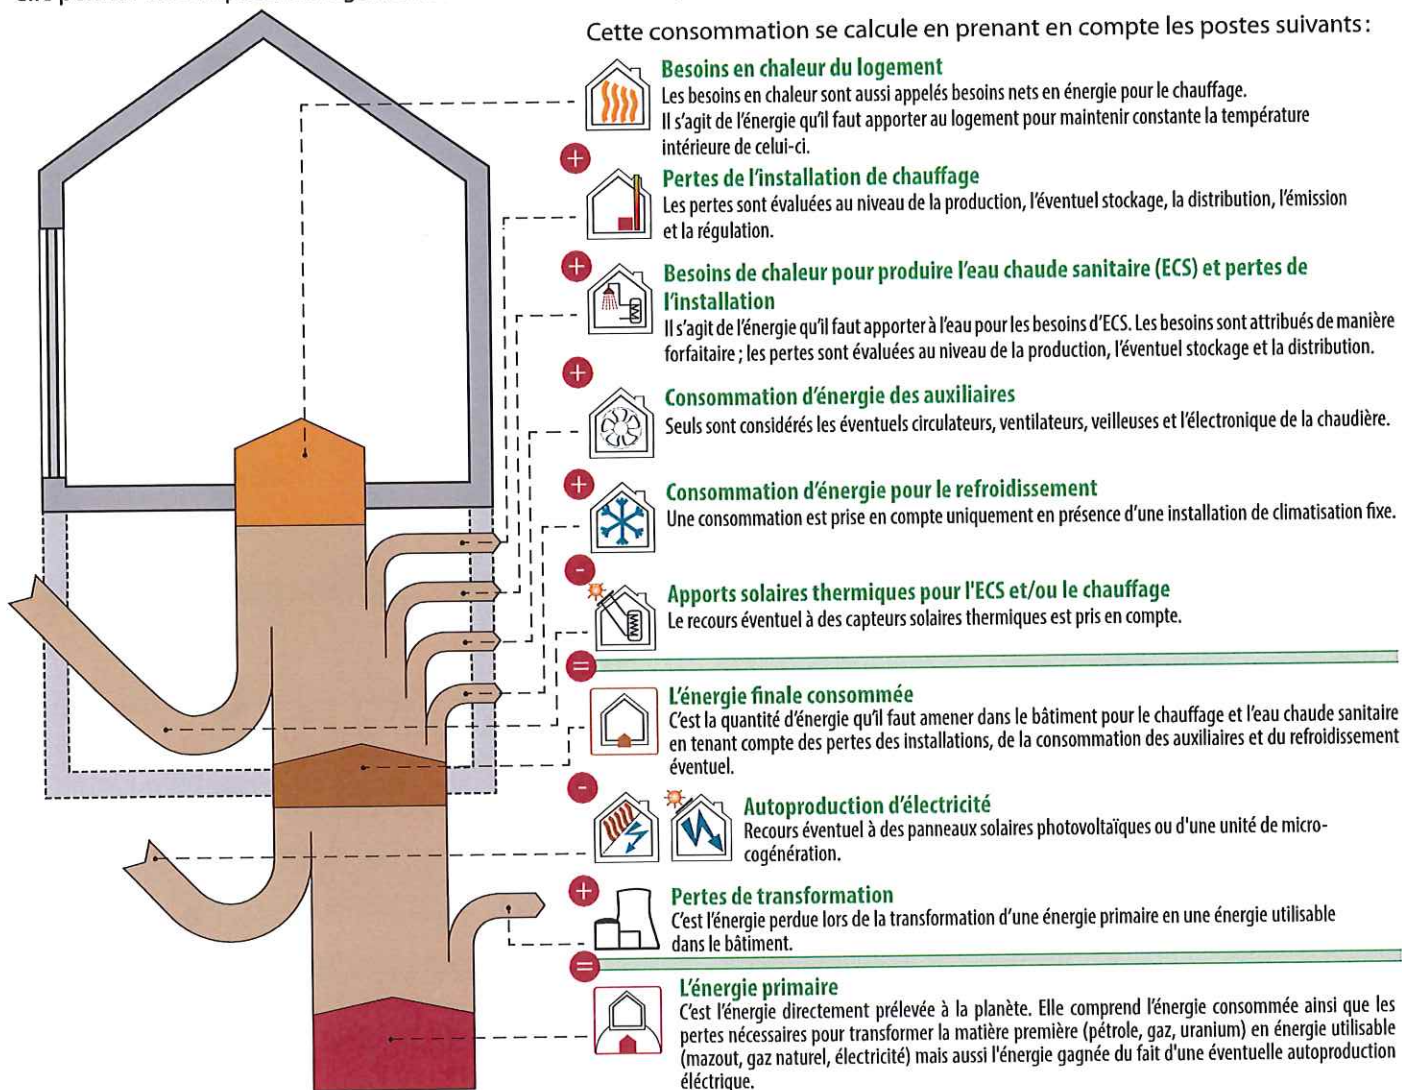 Cette consommation se calcule en prenant en compte les postes suivants :
Besoins en chaleur du logement
Les besoins en chaleur sont aussi appelés besoins nets en énergie pour le chauffage.
Il s'agit de l'énergie qu'il faut apporter au logement pour maintenir constante la température
intérieure de celui-ci.
+
Pertes de l'installation de chauffage
Les pertes sont évaluées au niveau de la production, l'éventuel stockage, la distribution, l'émission
et la régulation.
+
Besoins de chaleur pour produire l'eau chaude sanitaire (ECS) et pertes de
l'installation
Il s'agit de l'énergie qu'il faut apporter à l'eau pour les besoins d'ECS. Les besoins sont attribués de manière
forfaitaire ; les pertes sont évaluées au niveau de la production, l'éventuel stockage et la distribution.
+
Consommation d'énergie des auxiliaires
Seuls sont considérés les éventuels circulateurs, ventilateurs, veilleuses et l'électronique de la chaudière.
+
Consommation d'énergie pour le refroidissement
Une consommation est prise en compte uniquement en présence d'une installation de climatisation fixe.
-
Apports solaires thermiques pour l'ECS et/ou le chauffage
Le recours éventuel à des capteurs solaires thermiques est pris en compte.
=
L'énergie finale consommée
C'est la quantité d'énergie qu'il faut amener dans le bâtiment pour le chauffage et l'eau chaude sanitaire
en tenant compte des pertes des installations, de la consommation des auxiliaires et du refroidissement
éventuel.
-
Autoproduction d'électricité
Recours éventuel à des panneaux solaires photovoltaïques ou d'une unité de micro-
cogénération.
+
Pertes de transformation
C'est l'énergie perdue lors de la transformation d'une énergie primaire en une énergie utilisable
dans le bâtiment.
=
L'énergie primaire
C'est l'énergie directement prélevée à la planète. Elle comprend l'énergie consommée ainsi que les
pertes nécessaires pour transformer la matière première (pétrole, gaz, uranium) en énergie utilisable
(mazout, gaz naturel, électricité) mais aussi l'énergie gagnée du fait d'une éventuelle autoproduction
éléctrique.